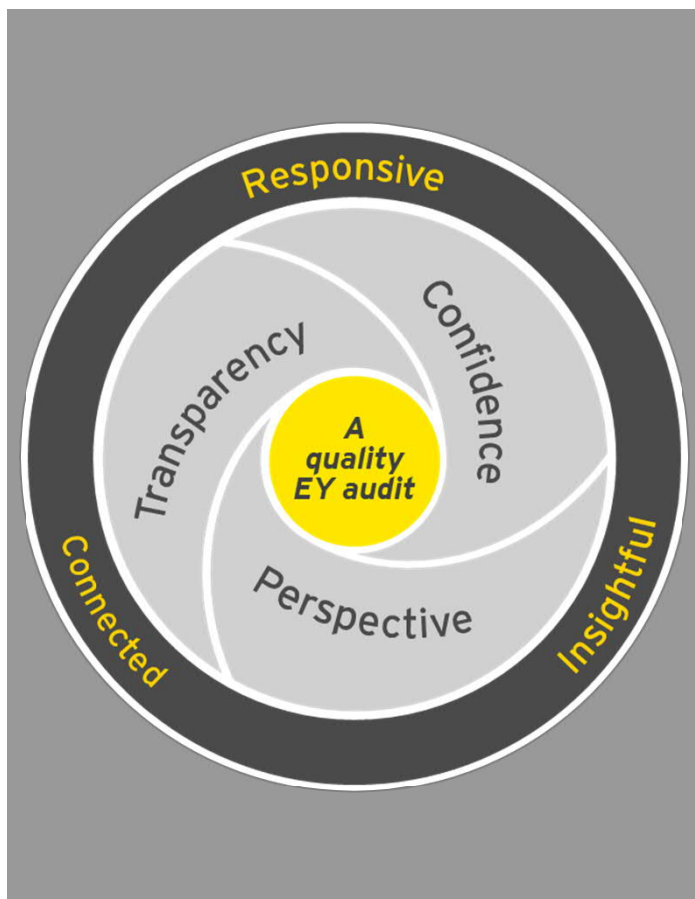 Responsive
Confidence
Transparency
A
quality
EY audit
Perspective
Connected
Insightful